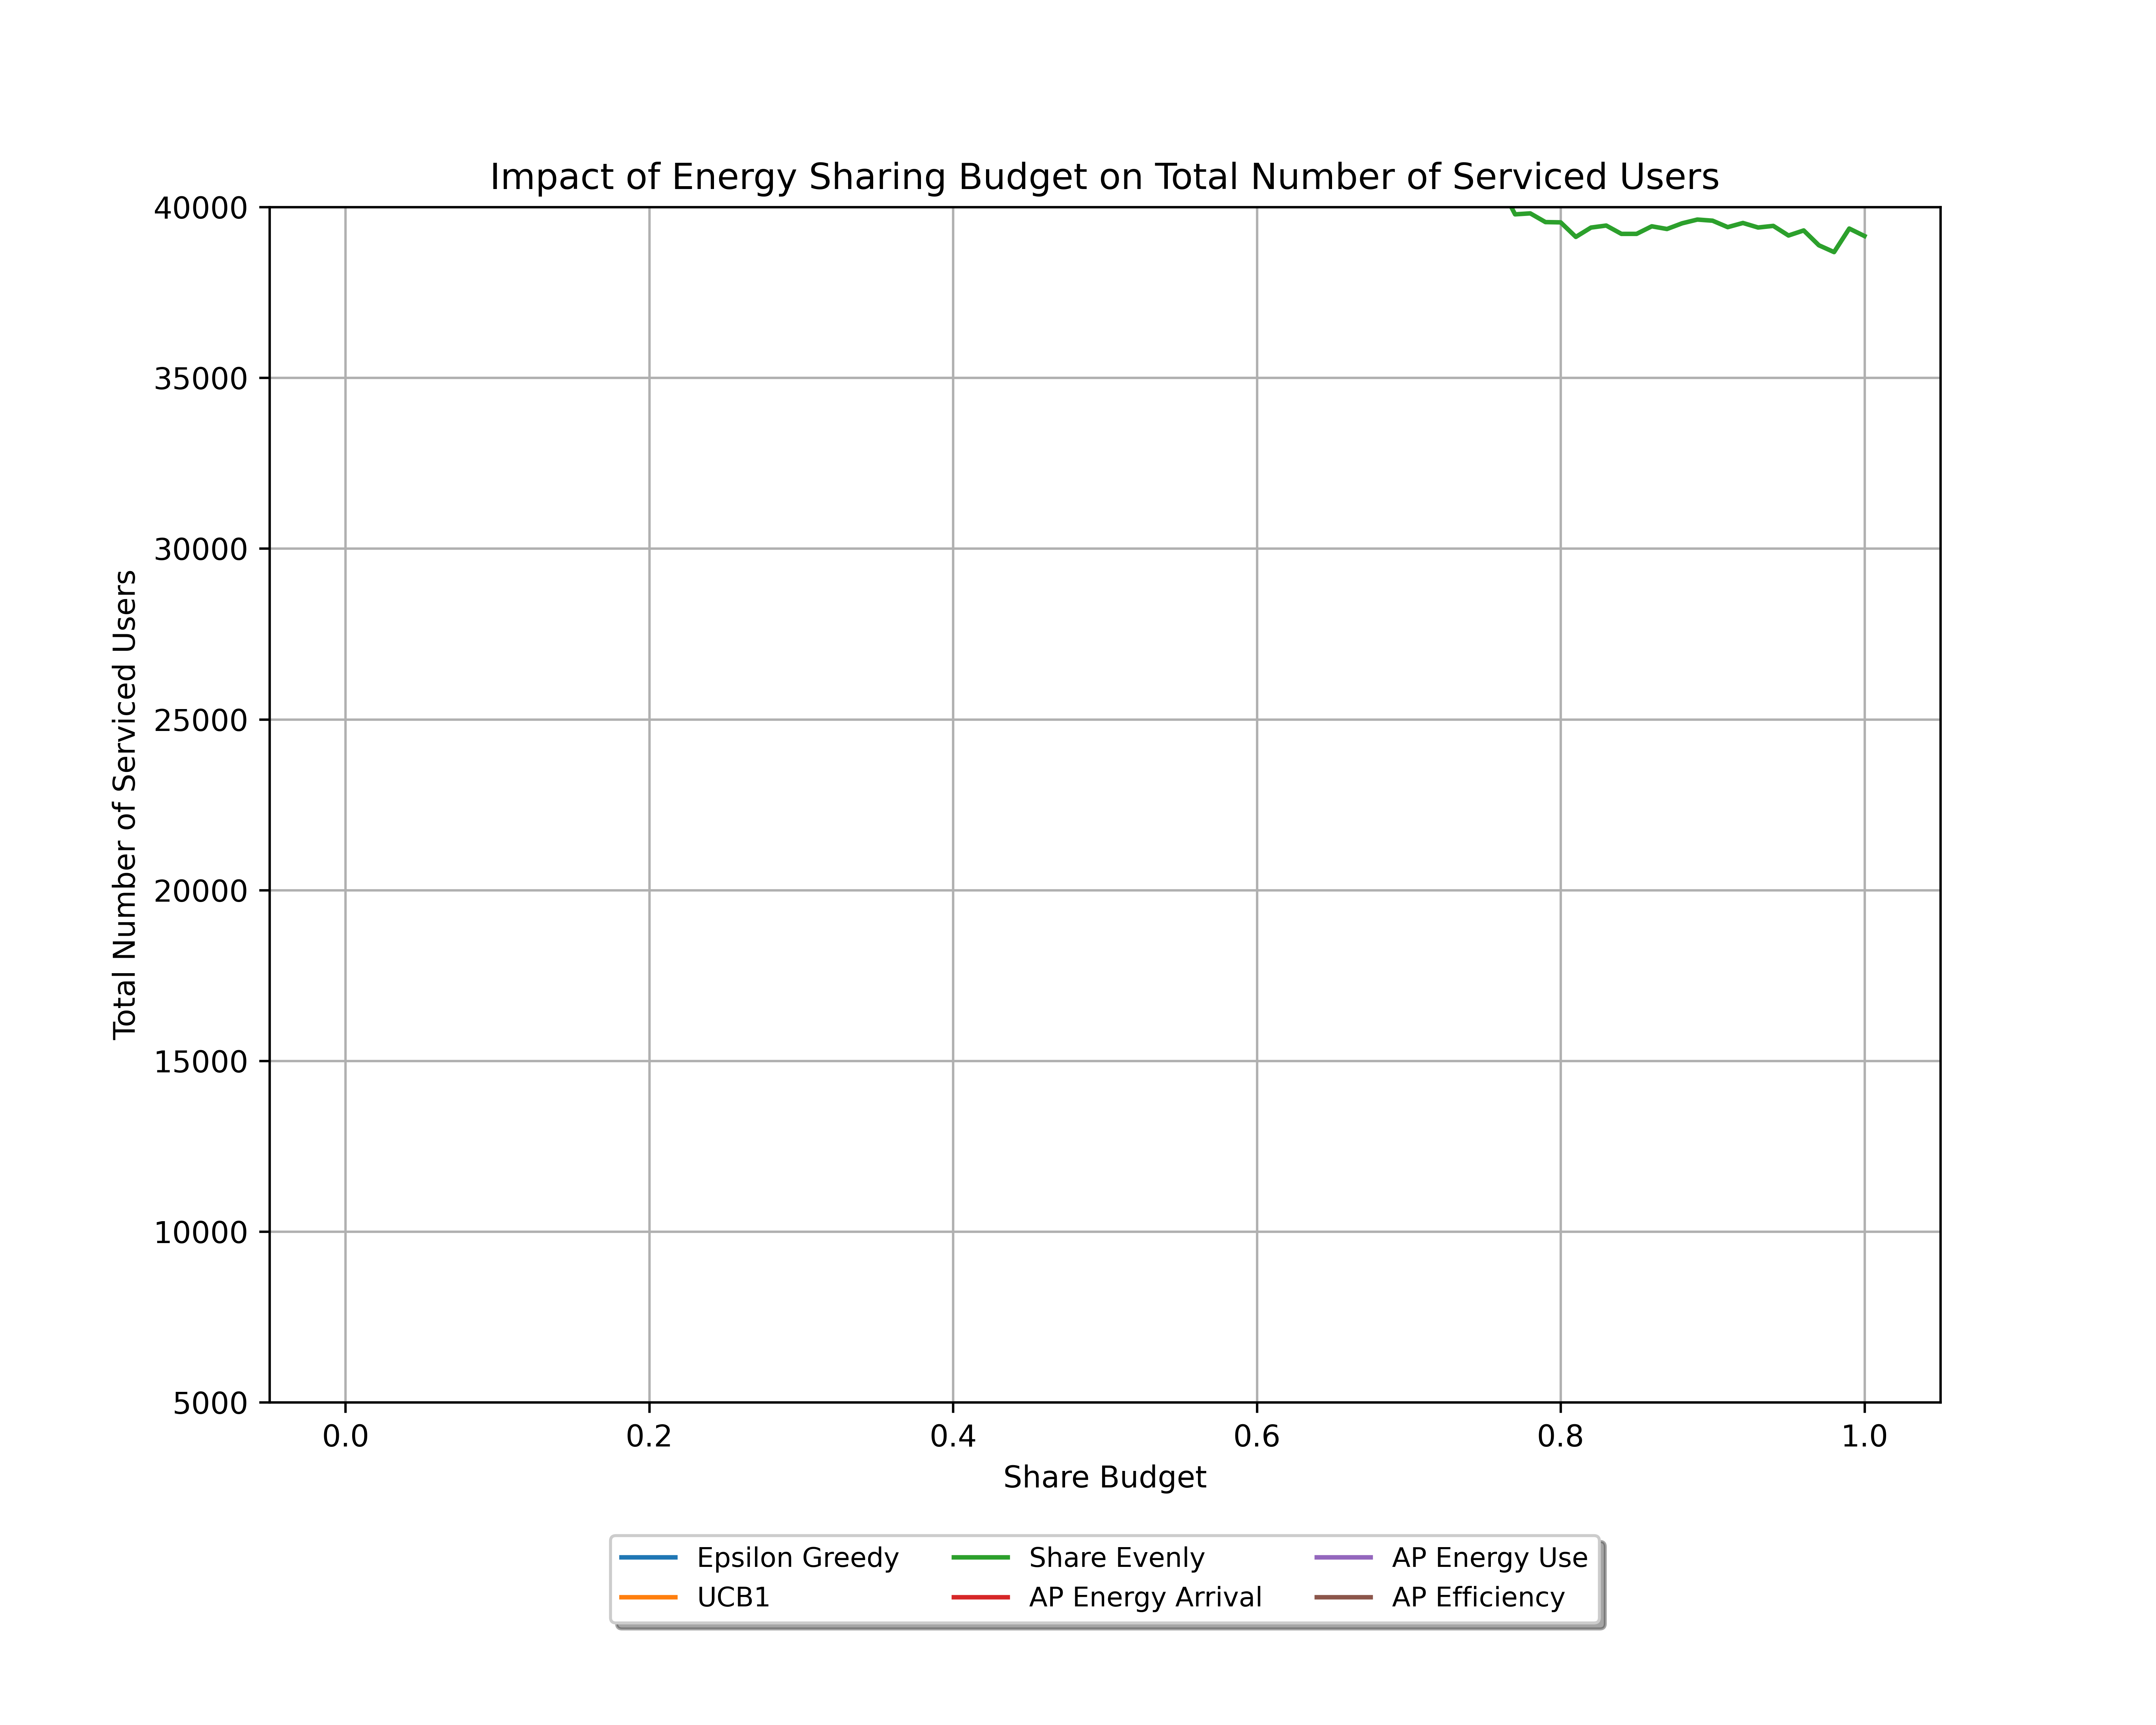 Impact of Energy Sharing Budget on Total Number of Serviced Users
40000
35000
30000
25000
20000
15000
10000
5000
Total Number of Serviced Users
0.0 0.2 0.4 0.6 0.8 1.0
Share Budget
Epsilon Greedy Share Evenly AP Energy Use
UCB1 AP Energy Arrival AP Efficiency